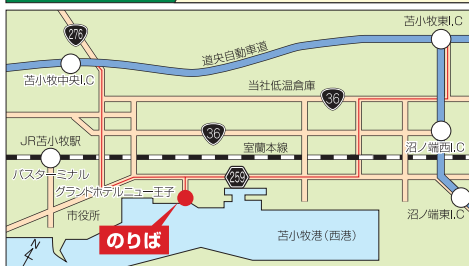 苫小牧東I.C
276
道央自動車道
苫小牧中央I.C
当社低温倉庫
36
36
沼ノ端西I.C
JR苫小牧駅
室蘭本線
バスターミナル
259
グランドホテルニュー王子
市役所
沼ノ端東I.C
のりば
苫小牧港(西港)
N